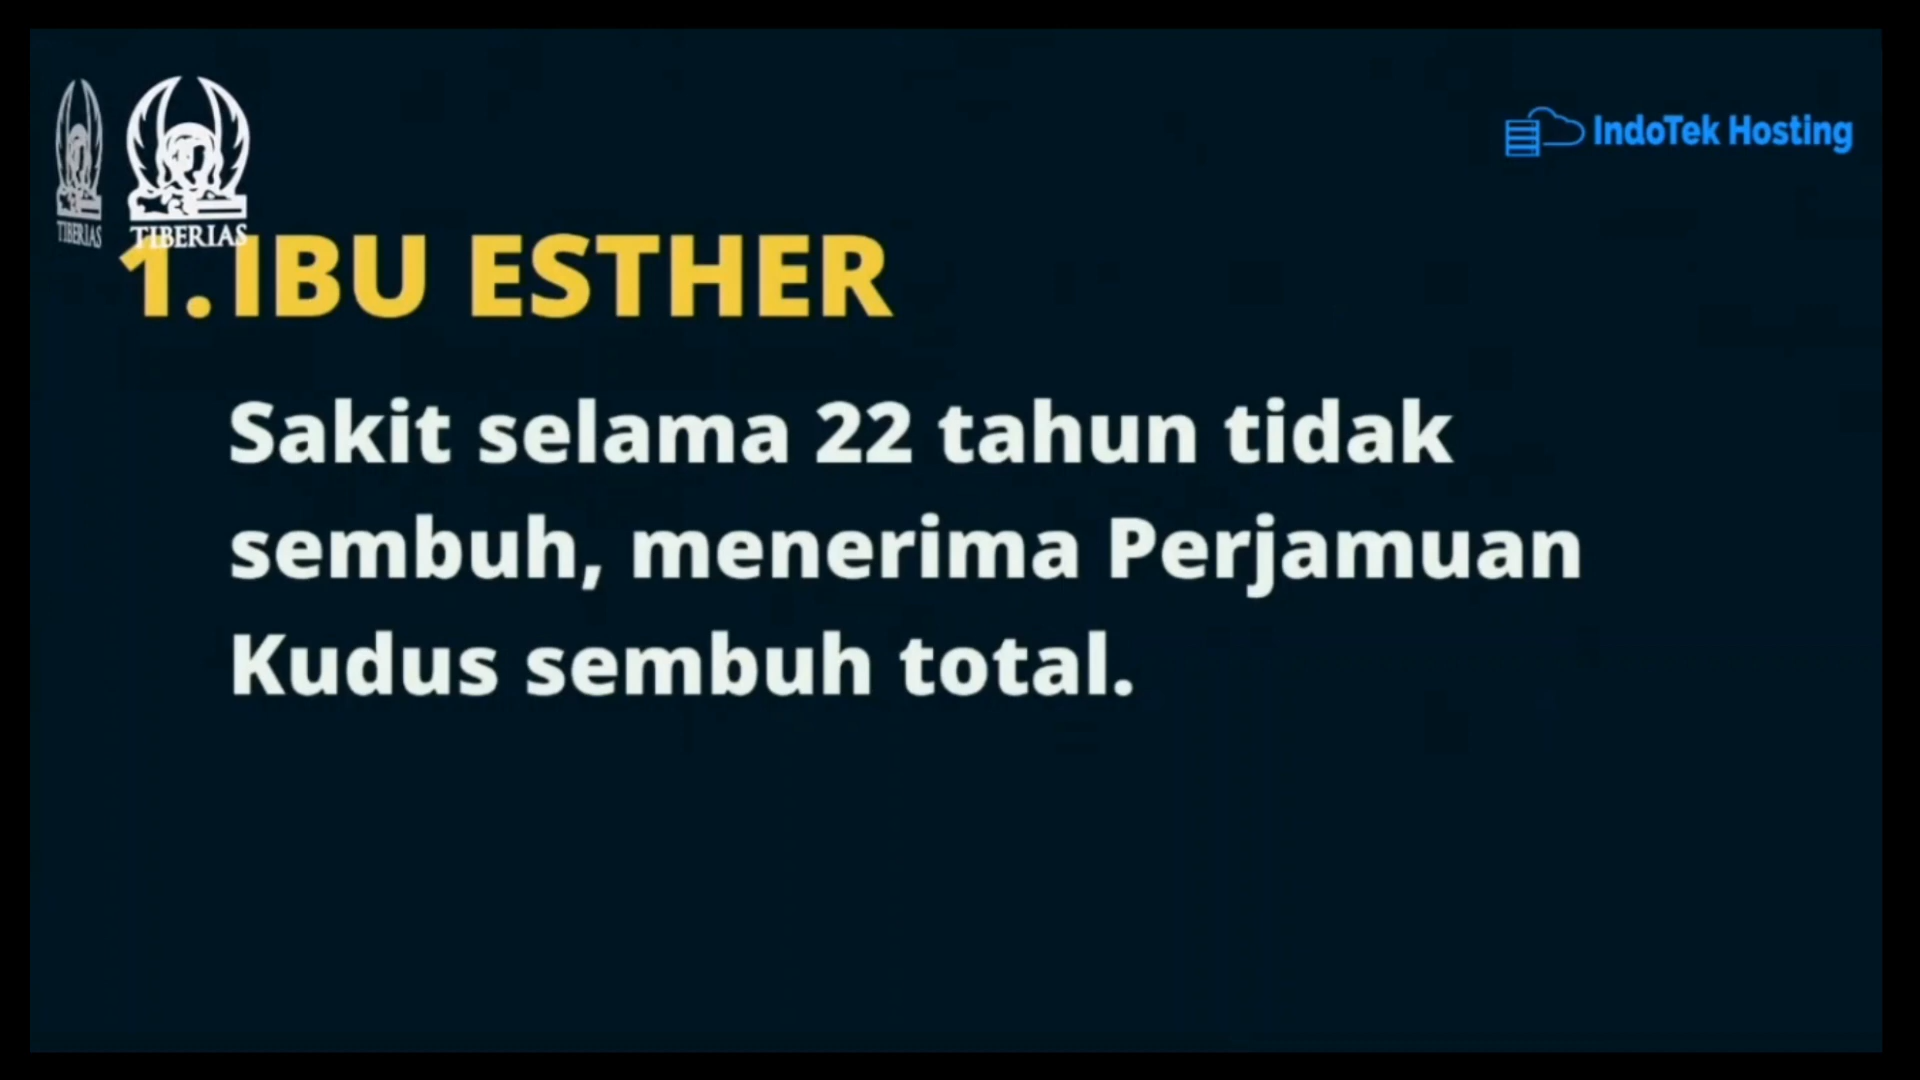 TIBERIAS
TIBERIAS
IndoTek Hosting
1. IBU ESTHER
Sakit selama 22 tahun tidak
sembuh, menerima Perjamuan
Kudus sembuh total.